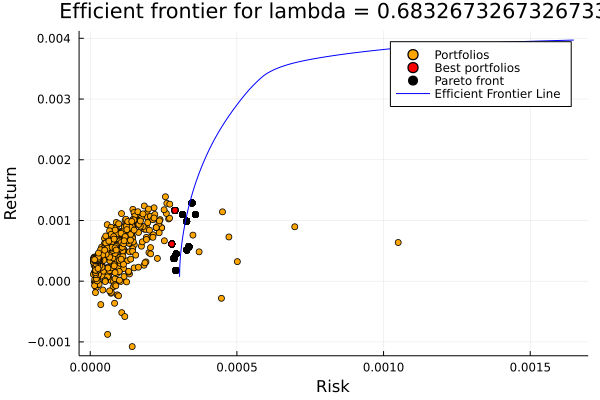 Efficient frontier for lambda = 0.6832673267326733
0.004
0.003
0.002
0.001
0.000
−0.001
Return
Portfolios
Best portfolios
Pareto front
Efficient Frontier Line
0.0000
0.0005
0.0010
0.0015
Risk